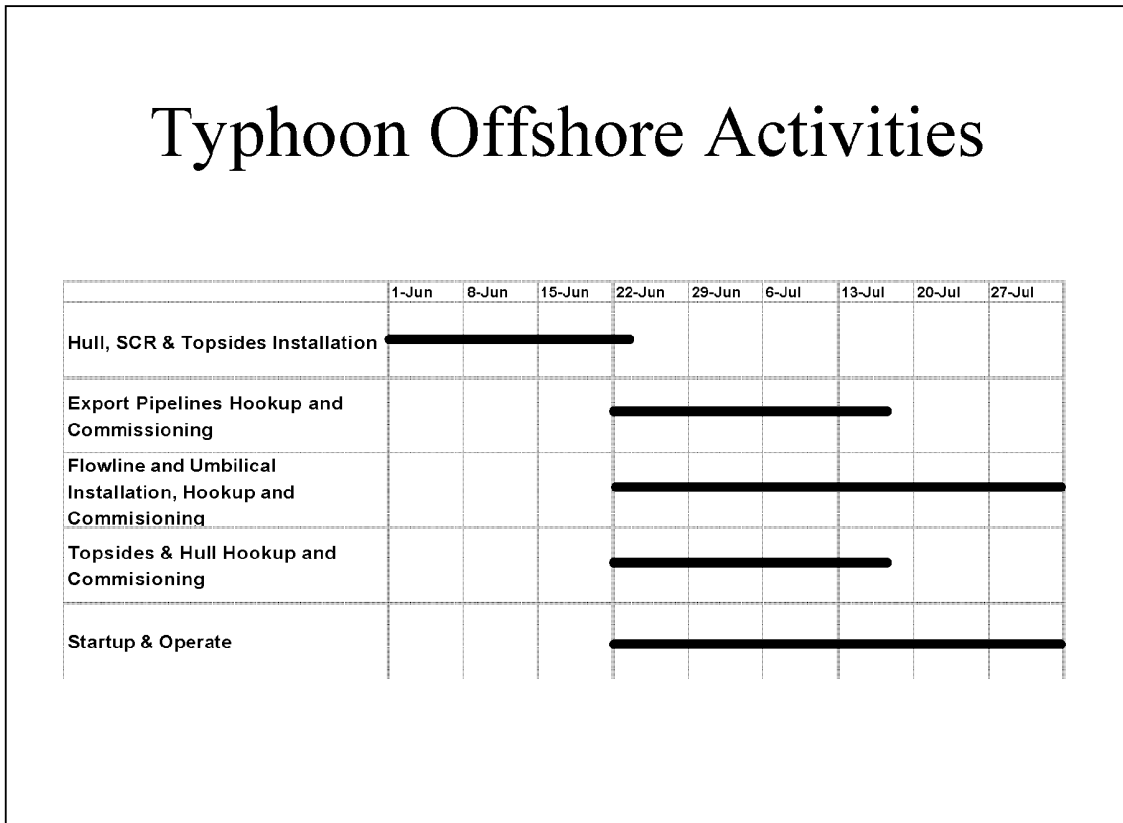 Typhoon Offshore Activities
1-Jun 8-Jun 15-Jun 22-Jun 29-Jun 6-Jul 13-Jul 20-Jul 27-Jul
Hull, SCR & Topsides Installation
Export Pipelines Hookup and
Commissioning
Flowline and Umbilical
Installation, Hookup and
Commisioning
Topsides & Hull Hookup and
Commisioning
Startup & Operate